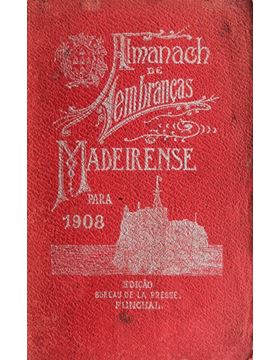 Almanach
DE
Lembranças
MADEIRENSE
PARA
1908
EDIÇÃO
BUREAU DE LA PRESSE.
FUNCHAL.